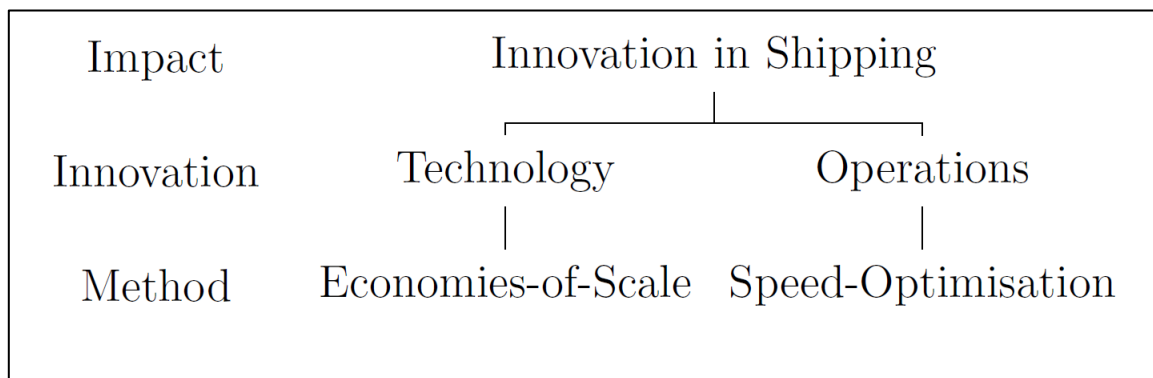 Impact Innovation in Shipping
Innovation Technology Operations
Method Economies-of-Scale Speed-Optimisation